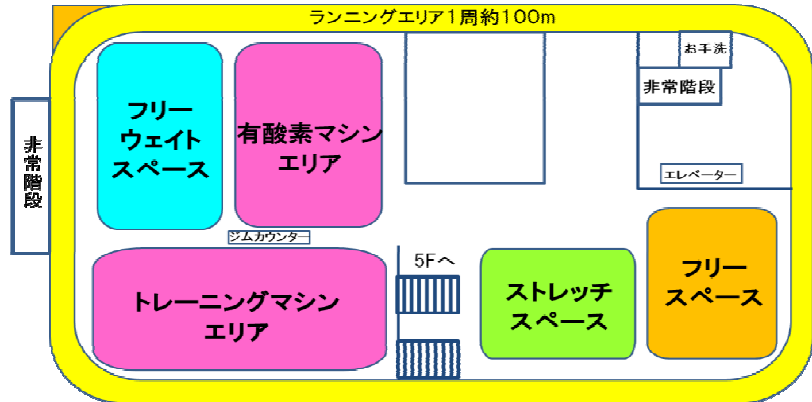 ランニングエリア1周約100m
お手洗
非常階段
フリー
ウェイト
スペース
有酸素マシン
エリア
非常階段
エレベーター
ジムカウンター
5Fへ
トレーニングマシン
エリア
ストレッチ
スペース
フリー
スペース